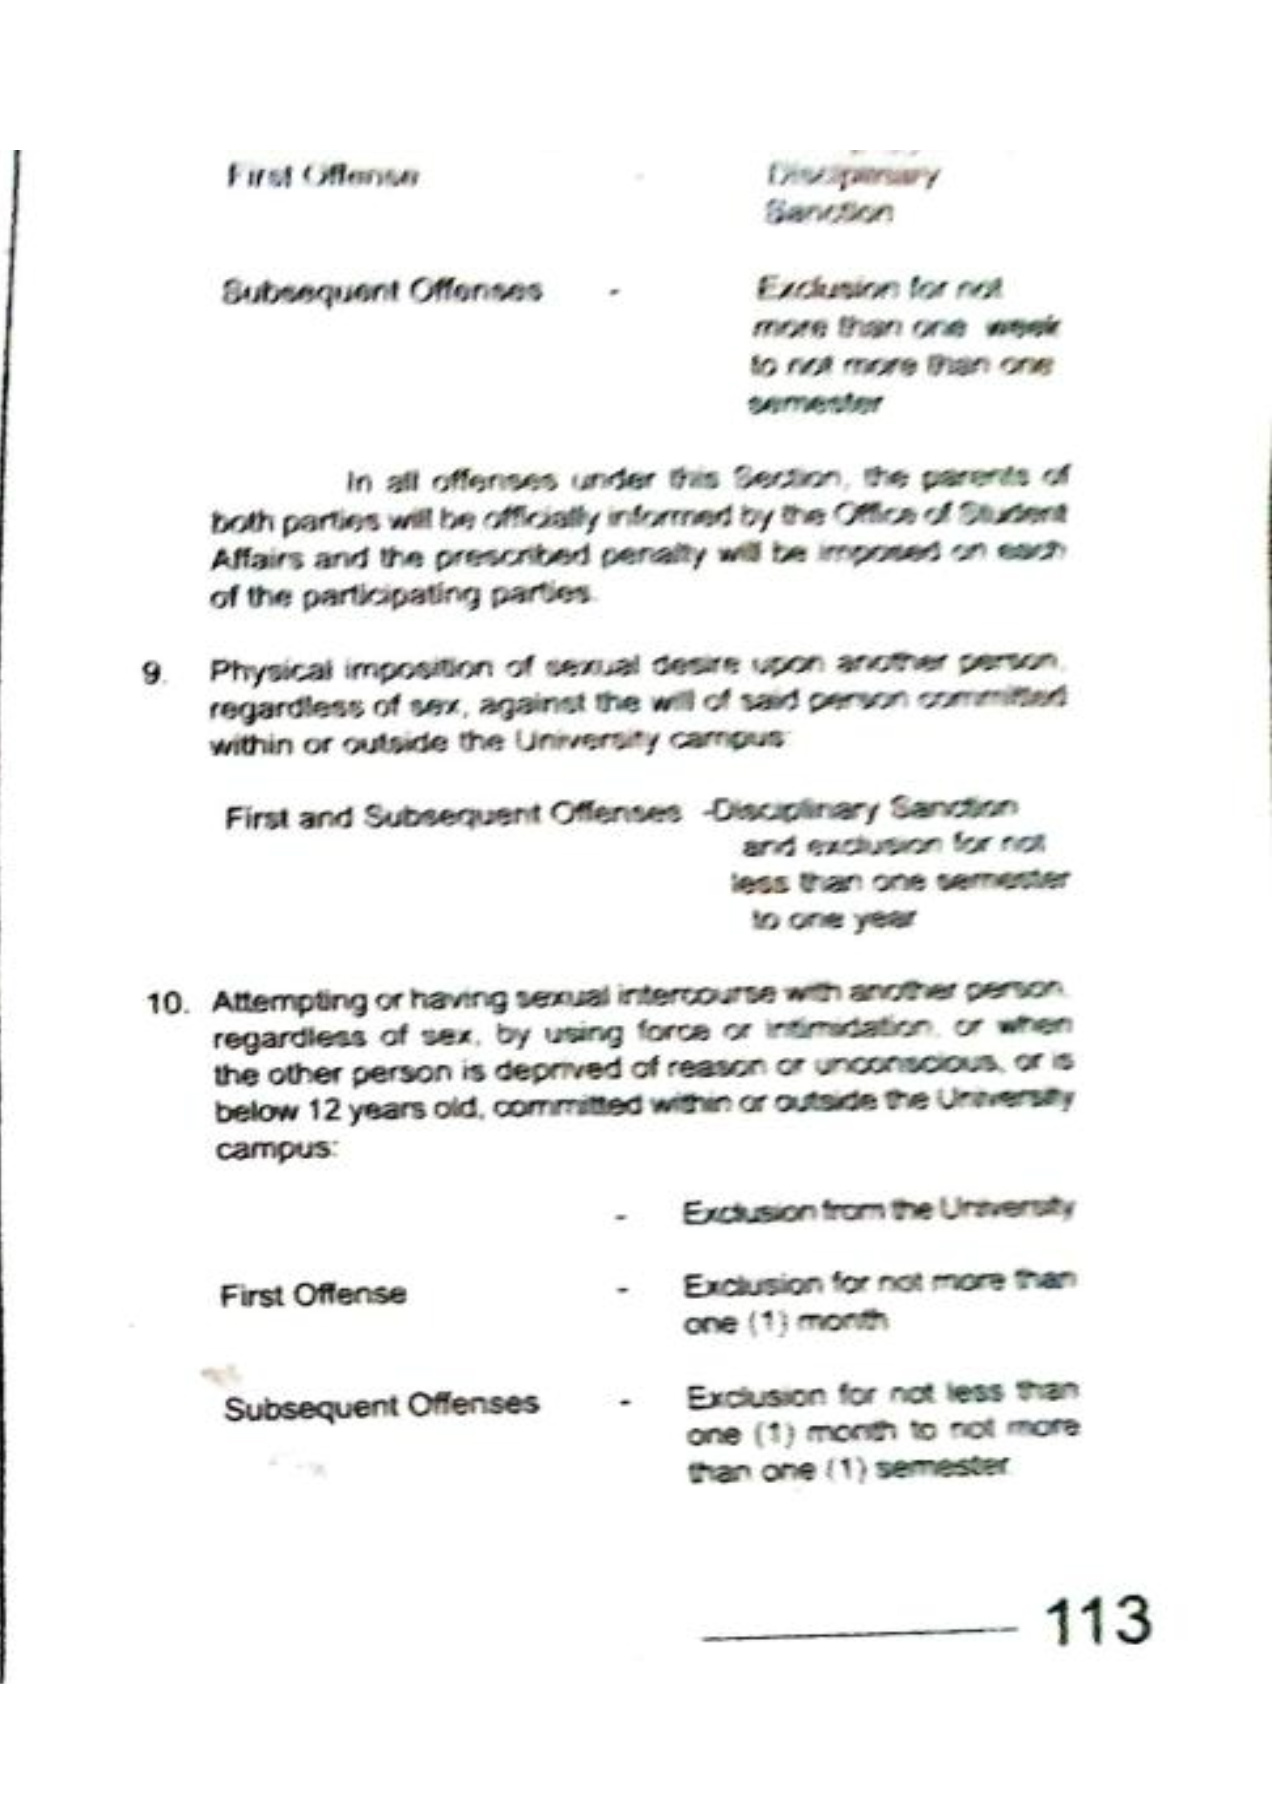 First Offense - Disciplinary
Sanction
Subsequent Offenses - Exclusion for not
more than one week
to not more than one
semester
In all offenses under this Section, the parents of
both parties will be officially informed by the Office of Student
Affairs and the prescribed penalty will be imposed on each
of the participating parties.
9. Physical imposition of sexual desire upon another person,
regardless of sex, against the will of said person committed
within or outside the University campus:
First and Subsequent Offenses -Disciplinary Sanction
and exclusion for not
less than one semester
to one year
10. Attempting or having sexual intercourse with another person,
regardless of sex, by using force or intimidation, or when
the other person is deprived of reason or unconscious, or is
below 12 years old, committed within or outside the University
campus:
- Exclusion from the University
First Offense - Exclusion for not more than
one (1) month
Subsequent Offenses - Exclusion for not less than
one (1) month to not more
than one (1) semester.
113